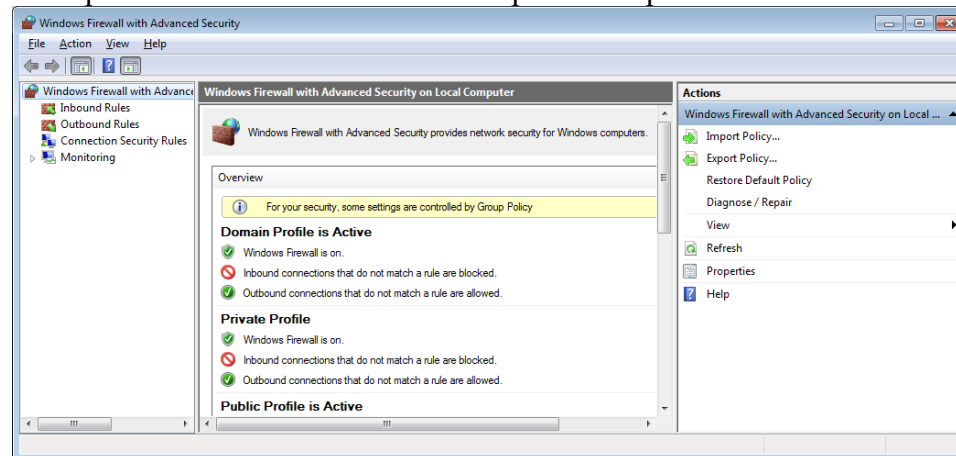 Windows Firewall with Advanced Security
File Action View Help
Windows Firewall with Advance
Inbound Rules
Outbound Rules
Connection Security Rules
Monitoring
Windows Firewall with Advanced Security on Local Computer
Windows Firewall with Advanced Security provides network security for Windows computers.
Overview
For your security, some settings are controlled by Group Policy
Domain Profile is Active
Windows Firewall is on.
Inbound connections that do not match a rule are blocked.
Outbound connections that do not match a rule are allowed.
Private Profile
Windows Firewall is on.
Inbound connections that do not match a rule are blocked.
Outbound connections that do not match a rule are allowed.
Public Profile is Active
Actions
Windows Firewall with Advanced Security on Local ...
Import Policy...
Export Policy...
Restore Default Policy
Diagnose / Repair
View
Refresh
Properties
Help